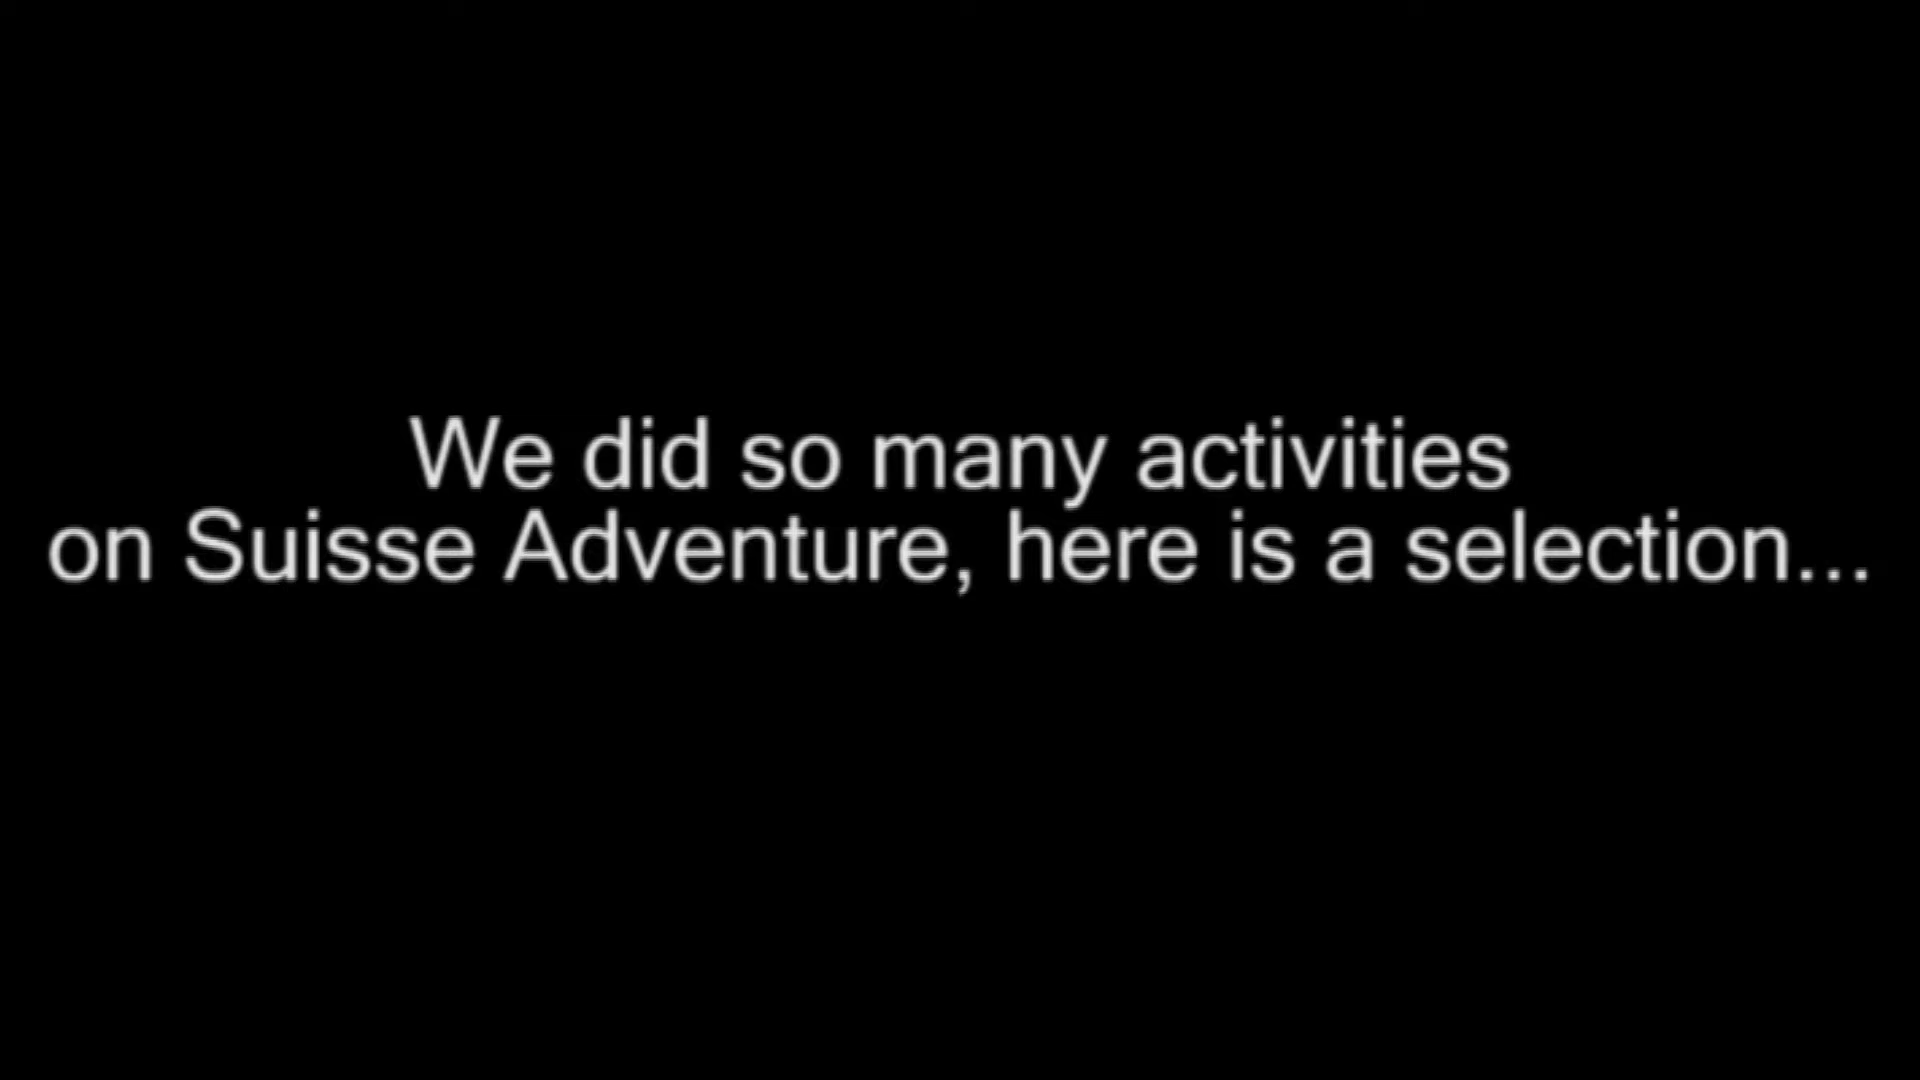 We did so many activities
on Suisse Adventure, here is a selection...